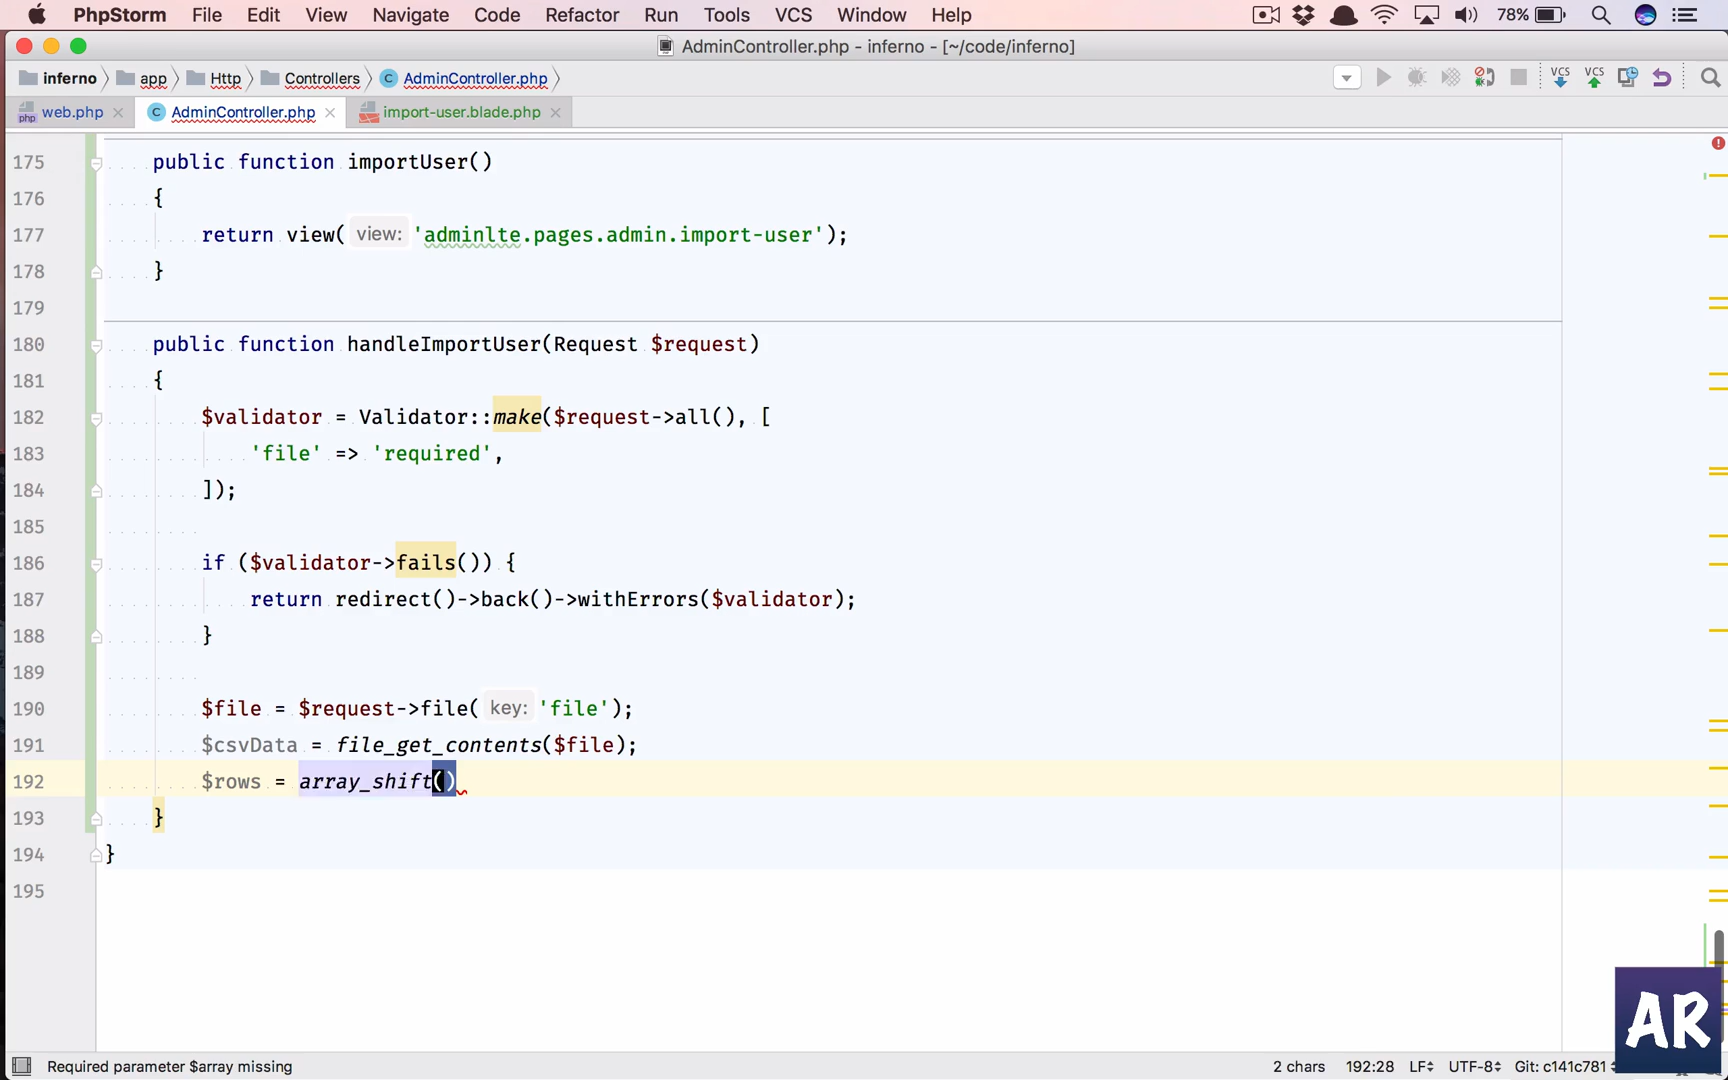 PhpStorm File Edit View Navigate Code Refactor Run Tools VCS Window Help 78%
AdminController.php - inferno - [~/code/inferno]
inferno app Http Controllers C AdminController.php VCS VCS
php web.php C AdminController.php import-user.blade.php
175 public function importUser()
176 {
177 return view( view: 'adminlte.pages.admin.import-user');
178 }
179
180 public function handleImportUser(Request $request)
181 {
182 $validator = Validator::make($request->all(), [
183 'file' => 'required',
184 ]);
185
186 if ($validator->fails()) {
187 return redirect()->back()->withErrors($validator);
188 }
189
190 $file = $request->file( key: 'file');
191 $csvData = file_get_contents($file);
192 $rows = array_shift()
193 }
194 }
195
AR
Required parameter $array missing 2 chars 192:28 LF UTF-8 Git: c141c781